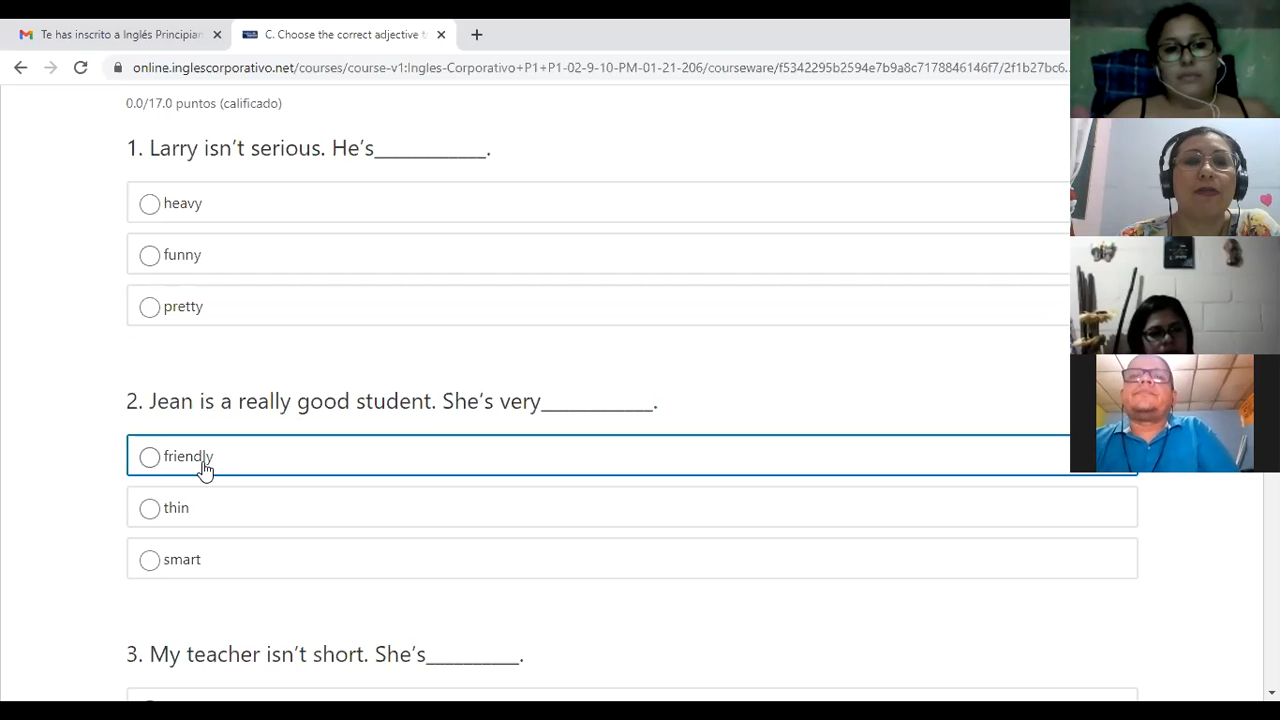 Te has inscrito a Inglés Principian
C. Choose the correct adjective t
online.inglescorporativo.net/courses/course-v1:Ingles-Corporativo+P1+P1-02-9-10-PM-01-21-206/courseware/f5342295b2594e7b9a8c7178846146f7/2f1b27bc6...
0.0/17.0 puntos (calificado)
1. Larry isn't serious. He's____________.
heavy
funny
pretty
2. Jean is a really good student. She's very____________.
friendly
thin
smart
3. My teacher isn't short. She's__________.